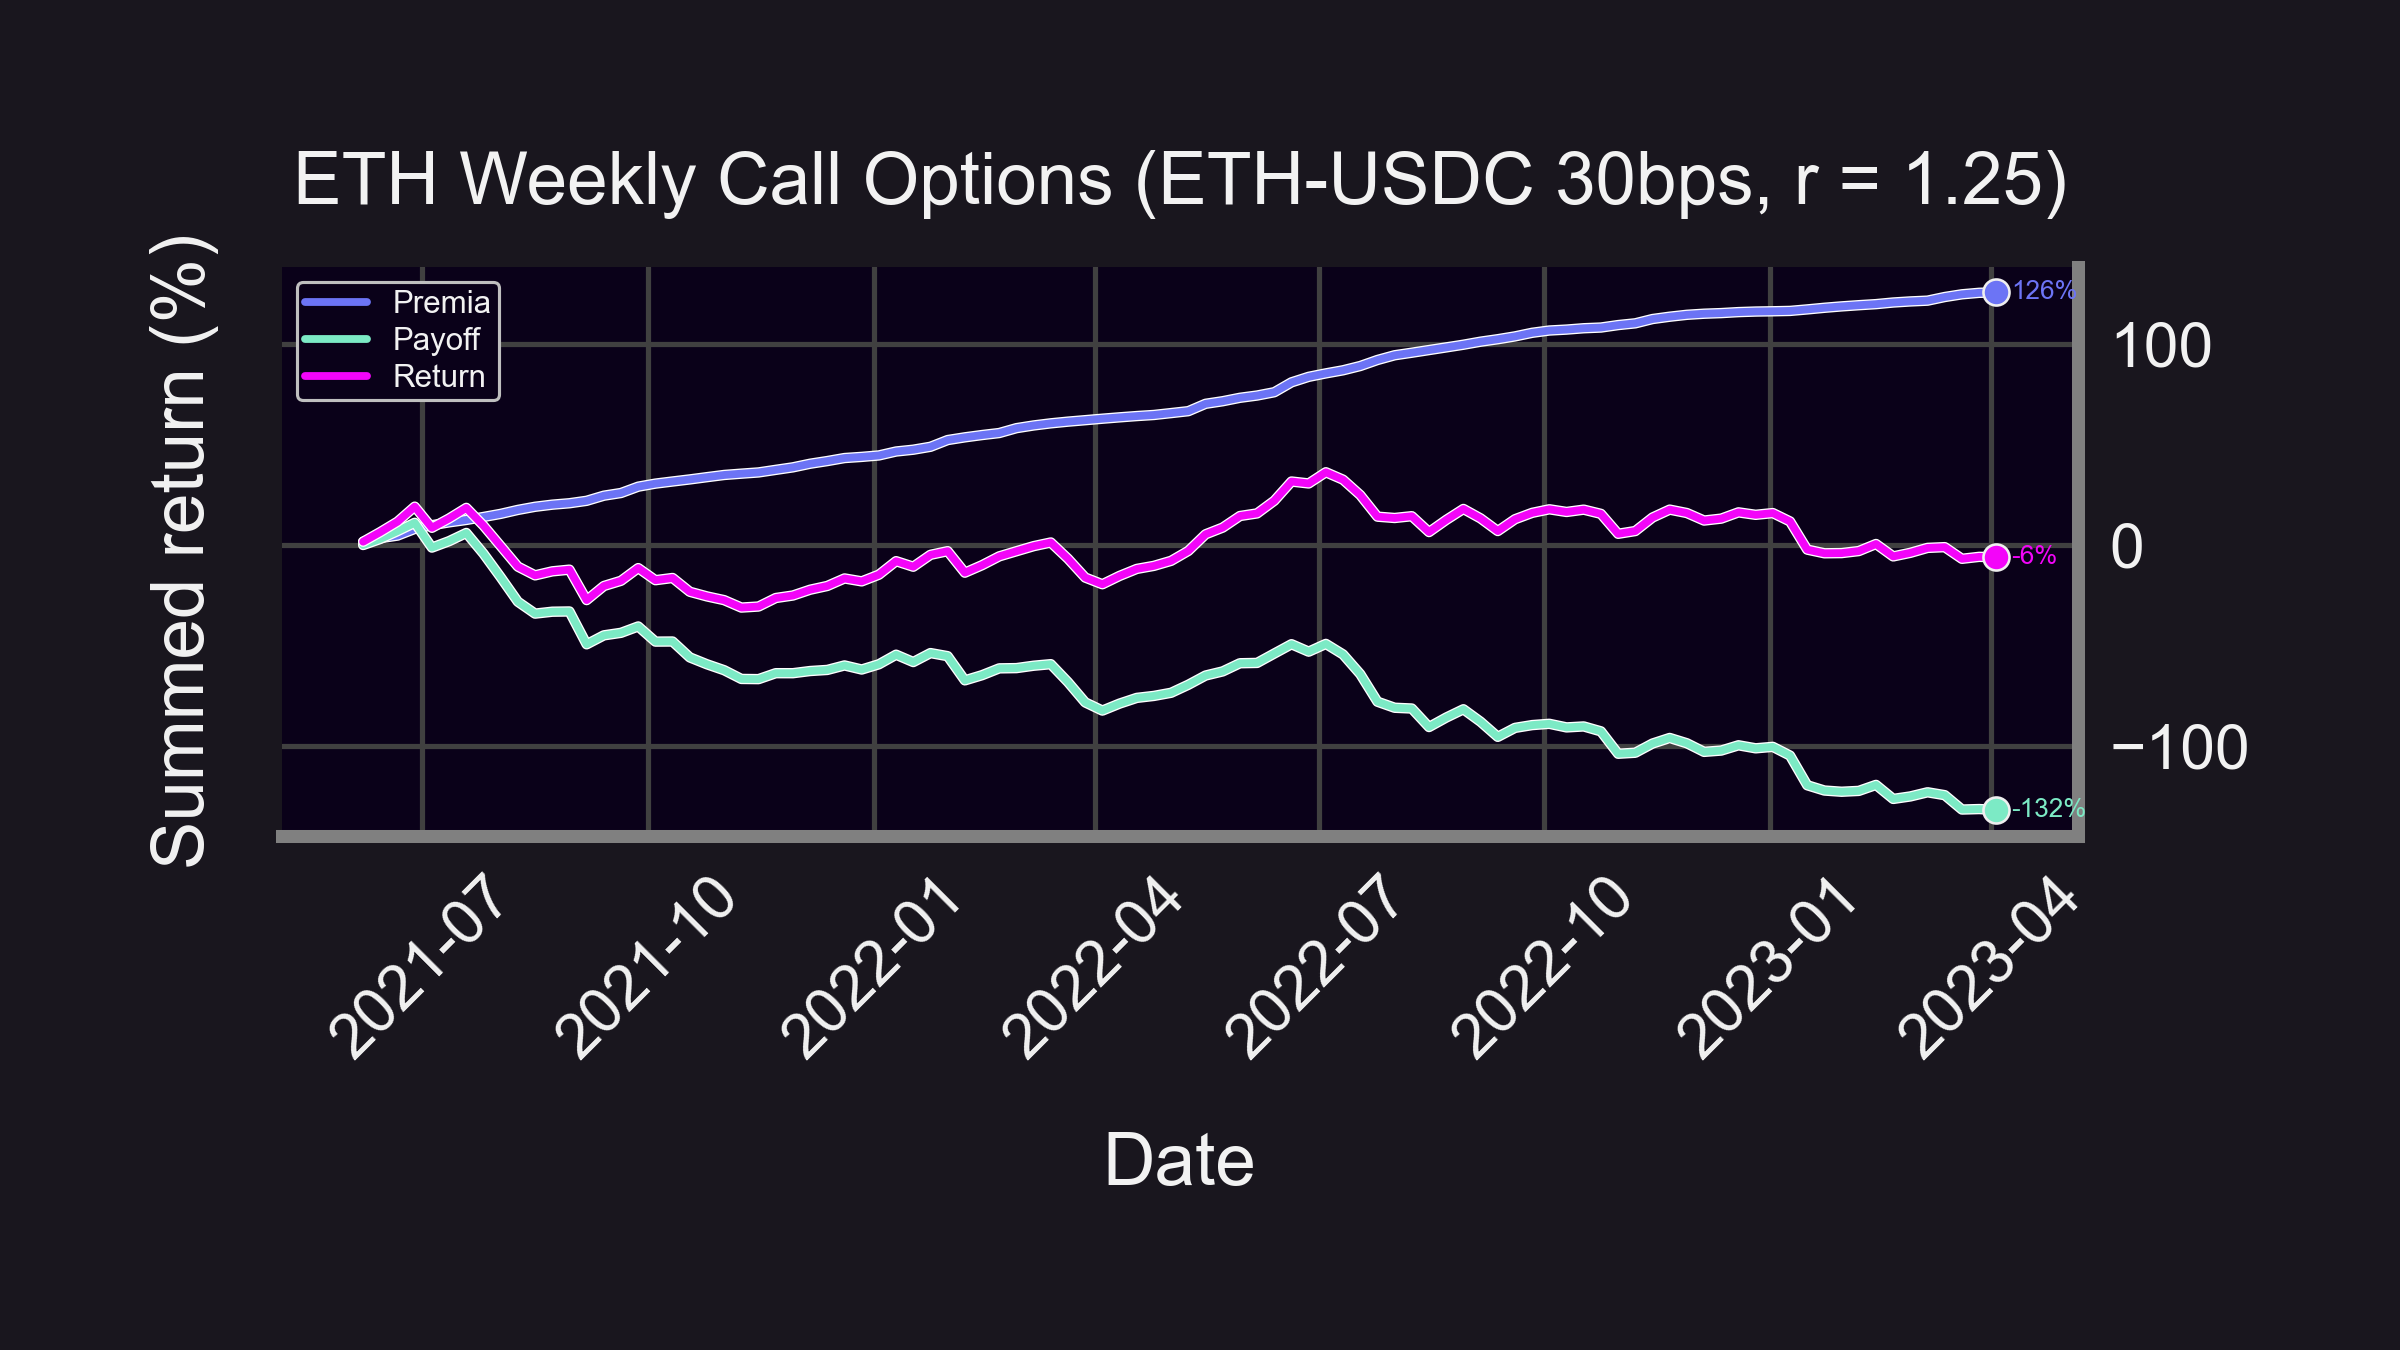 ETH Weekly Call Options (ETH-USDC 30bps, r = 1.25)
Summed return (%)
Premia
Payoff
Return
126%
-6%
-132%
100
0
−100
2021-07
2021-10
2022-01
2022-04
2022-07
2022-10
2023-01
2023-04
Date